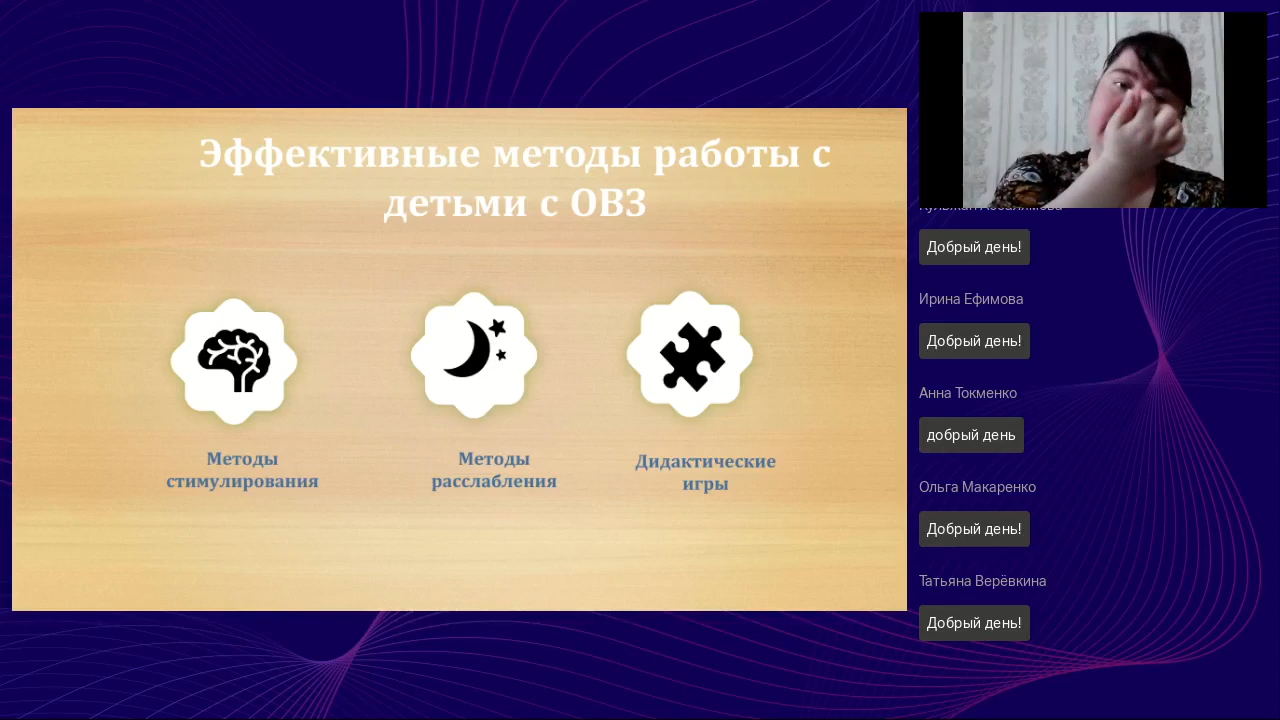 Эффективные методы работы с
детьми с ОВЗ
Методы
стимулирования
Методы
расслабления
Дидактические
игры
Добрый день!
Ирина Ефимова
Добрый день!
Анна Токменко
добрый день
Ольга Макаренко
Добрый день!
Татьяна Верёвкина
Добрый день!